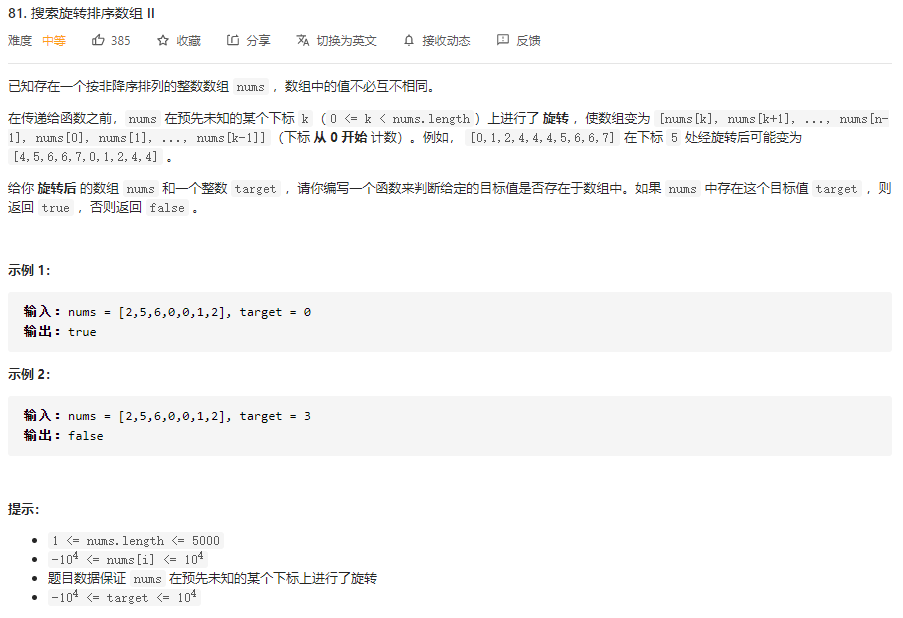 81. 搜索旋转排序数组 II
难度 中等 385 收藏 分享 切换为英文 接收动态 反馈
已知存在一个按非降序排列的整数数组 nums ，数组中的值不必互不相同。
在传递给函数之前，nums 在预先未知的某个下标 k（0 <= k < nums.length）上进行了 旋转 ，使数组变为 [nums[k], nums[k+1], ..., nums[n-
1], nums[0], nums[1], ..., nums[k-1]]（下标 从 0 开始 计数）。例如， [0,1,2,4,4,4,5,6,6,7] 在下标 5 处经旋转后可能变为
[4,5,6,6,7,0,1,2,4,4] 。
给你 旋转后 的数组 nums 和一个整数 target ，请你编写一个函数来判断给定的目标值是否存在于数组中。如果 nums 中存在这个目标值 target ，则
返回 true ，否则返回 false 。
示例 1：
输入：nums = [2,5,6,0,0,1,2], target = 0
输出：true
示例 2：
输入：nums = [2,5,6,0,0,1,2], target = 3
输出：false
提示：
• 1 <= nums.length <= 5000
• -10⁴ <= nums[i] <= 10⁴
• 题目数据保证 nums 在预先未知的某个下标上进行了旋转
• -10⁴ <= target <= 10⁴